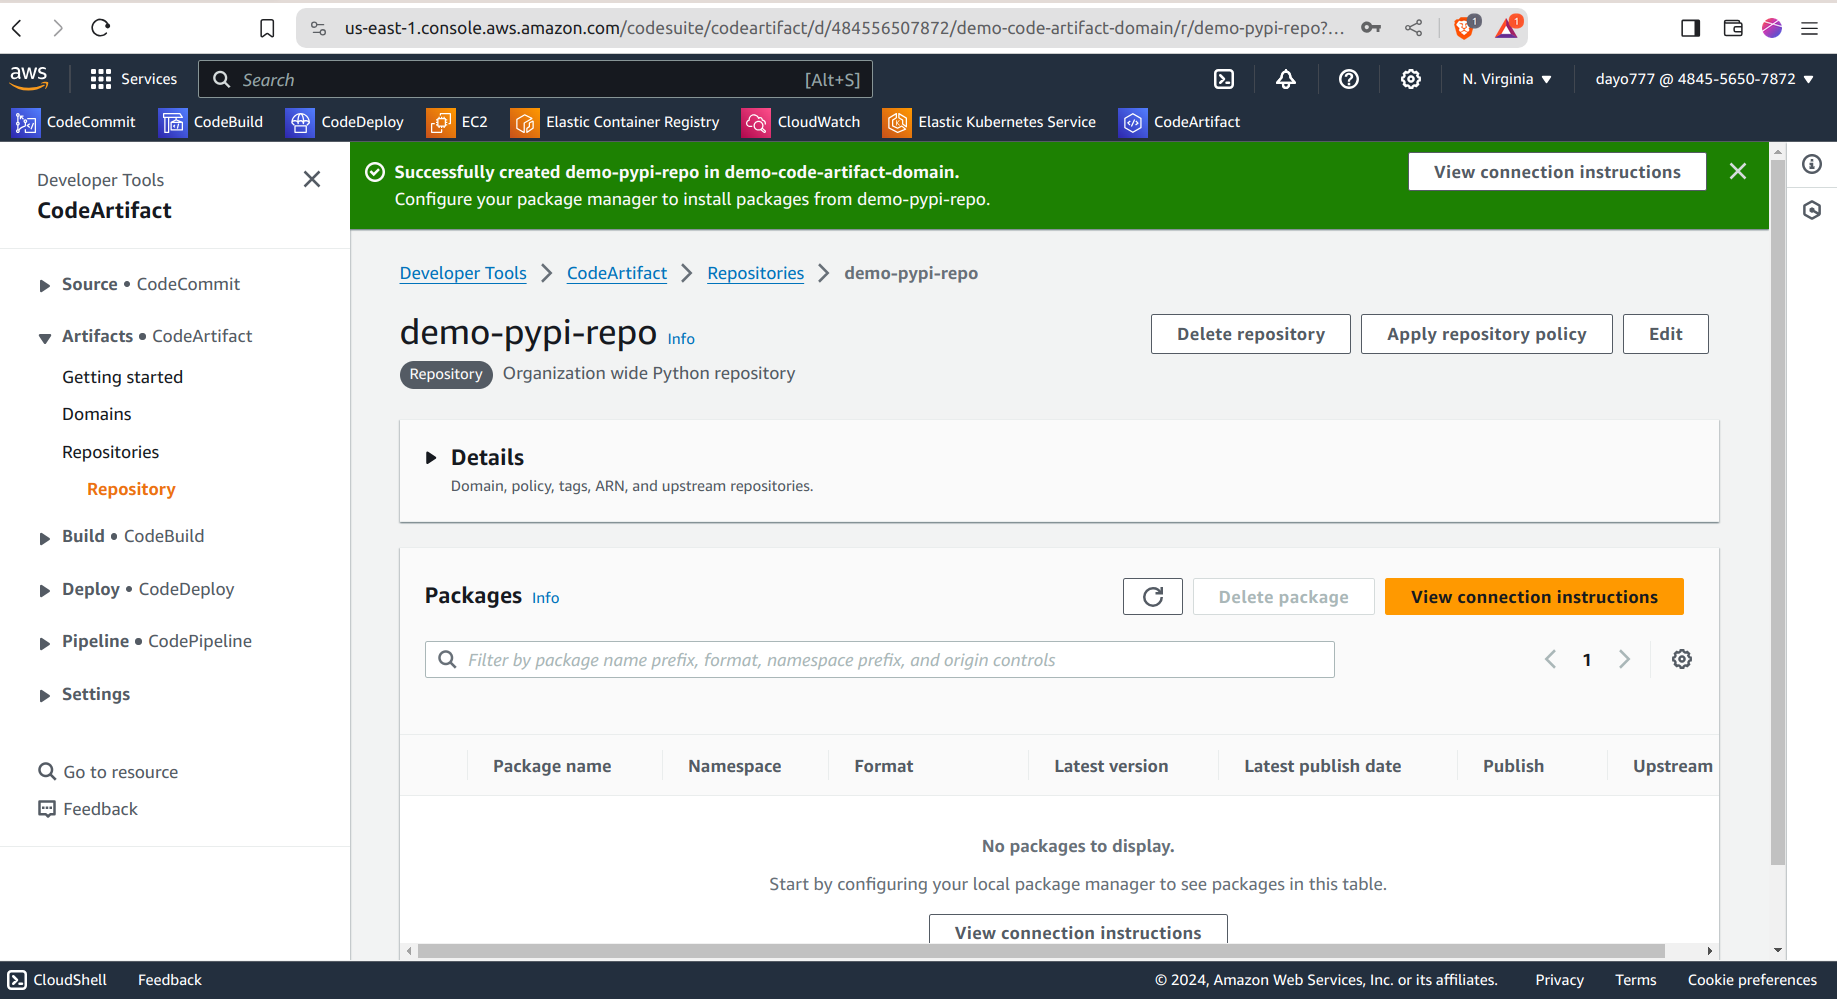 us-east-1.console.aws.amazon.com/codesuite/codeartifact/d/484556507872/demo-code-artifact-domain/r/demo-pypi-repo?...
1
1
aws
Services
Search
[Alt+S]
N. Virginia
dayo777 @ 4845-5650-7872
CodeCommit
CodeBuild
CodeDeploy
EC2
Elastic Container Registry
CloudWatch
Elastic Kubernetes Service
CodeArtifact
Developer Tools
CodeArtifact
Source • CodeCommit
Artifacts • CodeArtifact
Getting started
Domains
Repositories
Repository
Build • CodeBuild
Deploy • CodeDeploy
Pipeline • CodePipeline
Settings
Go to resource
Feedback
Successfully created demo-pypi-repo in demo-code-artifact-domain.
Configure your package manager to install packages from demo-pypi-repo.
View connection instructions
Developer Tools
CodeArtifact
Repositories
demo-pypi-repo
demo-pypi-repo Info
Delete repository
Apply repository policy
Edit
Repository
Organization wide Python repository
Details
Domain, policy, tags, ARN, and upstream repositories.
Packages Info
Delete package
View connection instructions
Filter by package name prefix, format, namespace prefix, and origin controls
1
Package name
Namespace
Format
Latest version
Latest publish date
Publish
Upstream
No packages to display.
Start by configuring your local package manager to see packages in this table.
View connection instructions
CloudShell
Feedback
© 2024, Amazon Web Services, Inc. or its affiliates.
Privacy
Terms
Cookie preferences